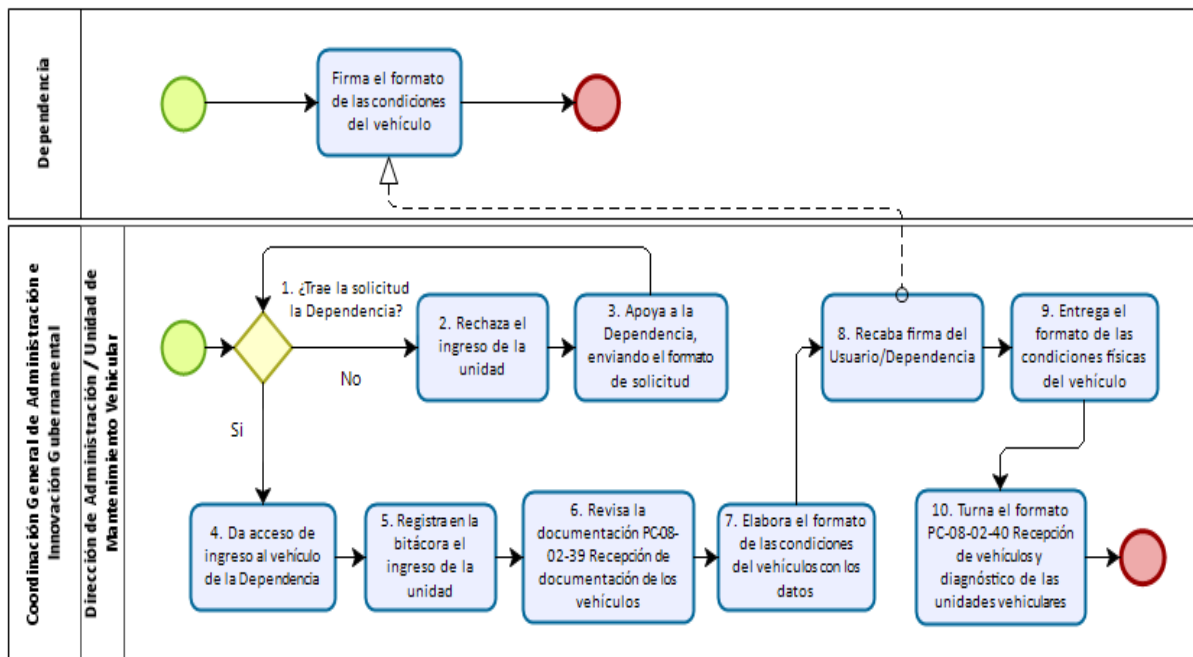 Dependencia
Firma el formato
de las condiciones
del vehículo
Coordinación General de Administración e
Innovación Gubernamental
Dirección de Administración / Unidad de
Mantenimiento Vehicular
1. ¿Trae la solicitud
la Dependencia?
No
Si
2. Rechaza el
ingreso de la
unidad
3. Apoya a la
Dependencia,
enviando el formato
de solicitud
4. Da acceso de
ingreso al vehículo
de la Dependencia
5. Registra en la
bitácora el
ingreso de la
unidad
6. Revisa la
documentación PC-08-
02-39 Recepción de
documentación de los
vehículos
7. Elabora el formato
de las condiciones
del vehículos con los
datos
8. Recaba firma del
Usuario/Dependencia
9. Entrega el
formato de las
condiciones físicas
del vehículo
10. Turna el formato
PC-08-02-40 Recepción
de vehículos y
diagnóstico de las
unidades vehiculares